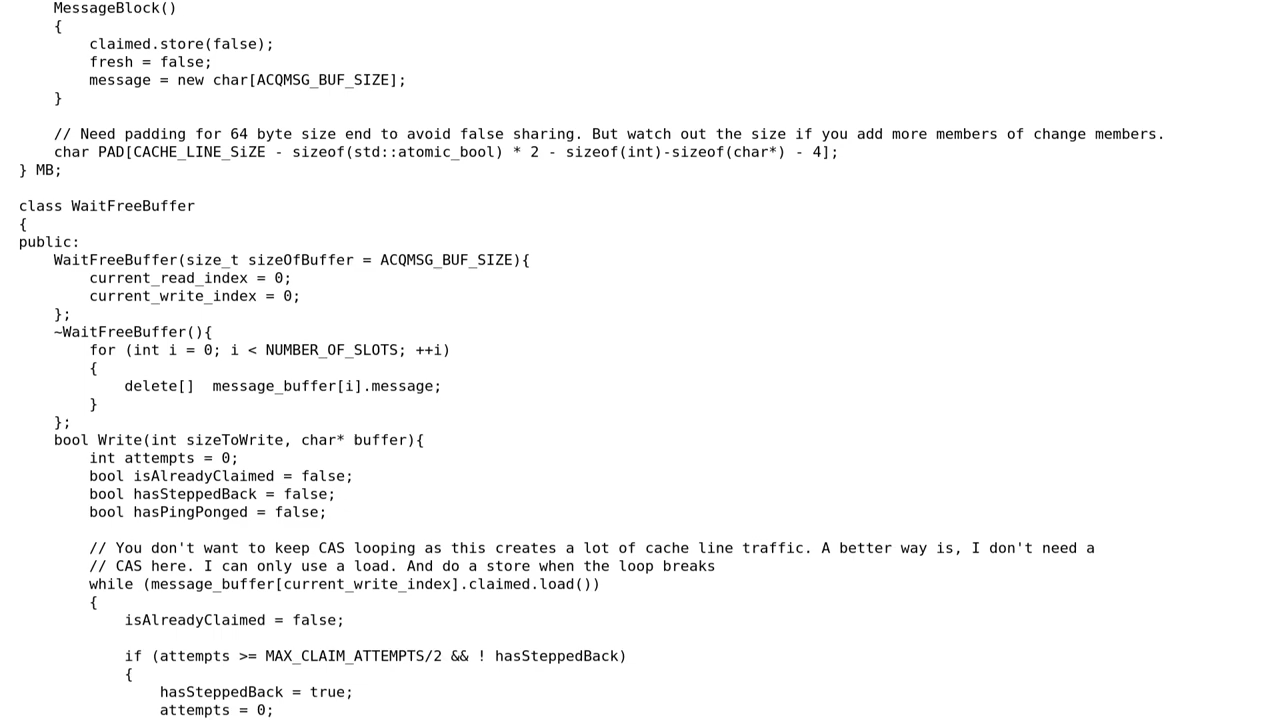 MessageBlock()
{
claimed.store(false);
fresh = false;
message = new char[ACQMSG_BUF_SIZE];
}
// Need padding for 64 byte size end to avoid false sharing. But watch out the size if you add more members of change members.
char PAD[CACHE_LINE_SiZE - sizeof(std::atomic_bool) * 2 - sizeof(int)-sizeof(char*) - 4];
} MB;
class WaitFreeBuffer
{
public:
WaitFreeBuffer(size_t sizeOfBuffer = ACQMSG_BUF_SIZE){
current_read_index = 0;
current_write_index = 0;
};
~WaitFreeBuffer(){
for (int i = 0; i < NUMBER_OF_SLOTS; ++i)
{
delete[]  message_buffer[i].message;
}
};
bool Write(int sizeToWrite, char* buffer){
int attempts = 0;
bool isAlreadyClaimed = false;
bool hasSteppedBack = false;
bool hasPingPonged = false;
// You don't want to keep CAS looping as this creates a lot of cache line traffic. A better way is, I don't need a
// CAS here. I can only use a load. And do a store when the loop breaks
while (message_buffer[current_write_index].claimed.load())
{
isAlreadyClaimed = false;
if (attempts >= MAX_CLAIM_ATTEMPTS/2 && ! hasSteppedBack)
{
hasSteppedBack = true;
attempts = 0;